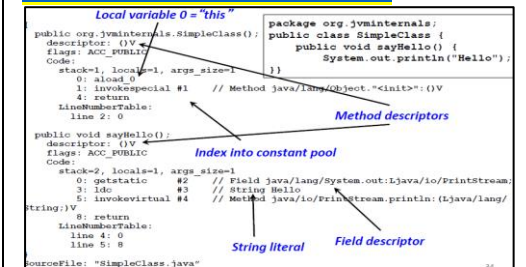 Local variable 0 = "this"
package org.jvminternals;
public class SimpleClass {
public void sayHello() {
System.out.println("Hello");
}}
public org.jvminternals.SimpleClass();
descriptor: ()V
flags: ACC_PUBLIC
Code:
stack=1, locals=1, args_size=1
0: aload_0
1: invokespecial #1 // Method java/lang/Object."<init>":()V
4: return
LineNumberTable:
line 2: 0
Method descriptors
public void sayHello();
descriptor: ()V
flags: ACC_PUBLIC
Index into constant pool
Code:
stack=2, locals=1, args_size=1
0: getstatic #2 // Field java/lang/System.out:Ljava/io/PrintStream;
3: ldc #3 // String Hello
5: invokevirtual #4 // Method java/io/PrintStream.println:(Ljava/lang/
String;)V
8: return
LineNumberTable:
line 4: 0
line 5: 8
String literal
Field descriptor
SourceFile: "SimpleClass.java"